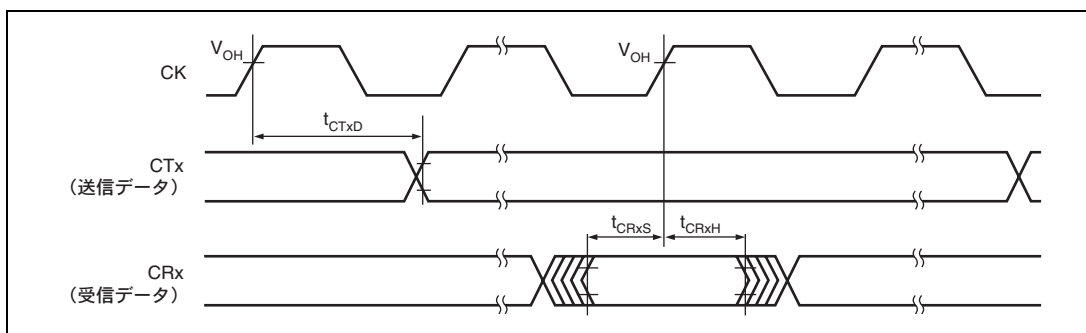 V_OH
V_OH
CK
t_CTxD
CTx
（送信データ）
t_CRxS
t_CRxH
CRx
（受信データ）